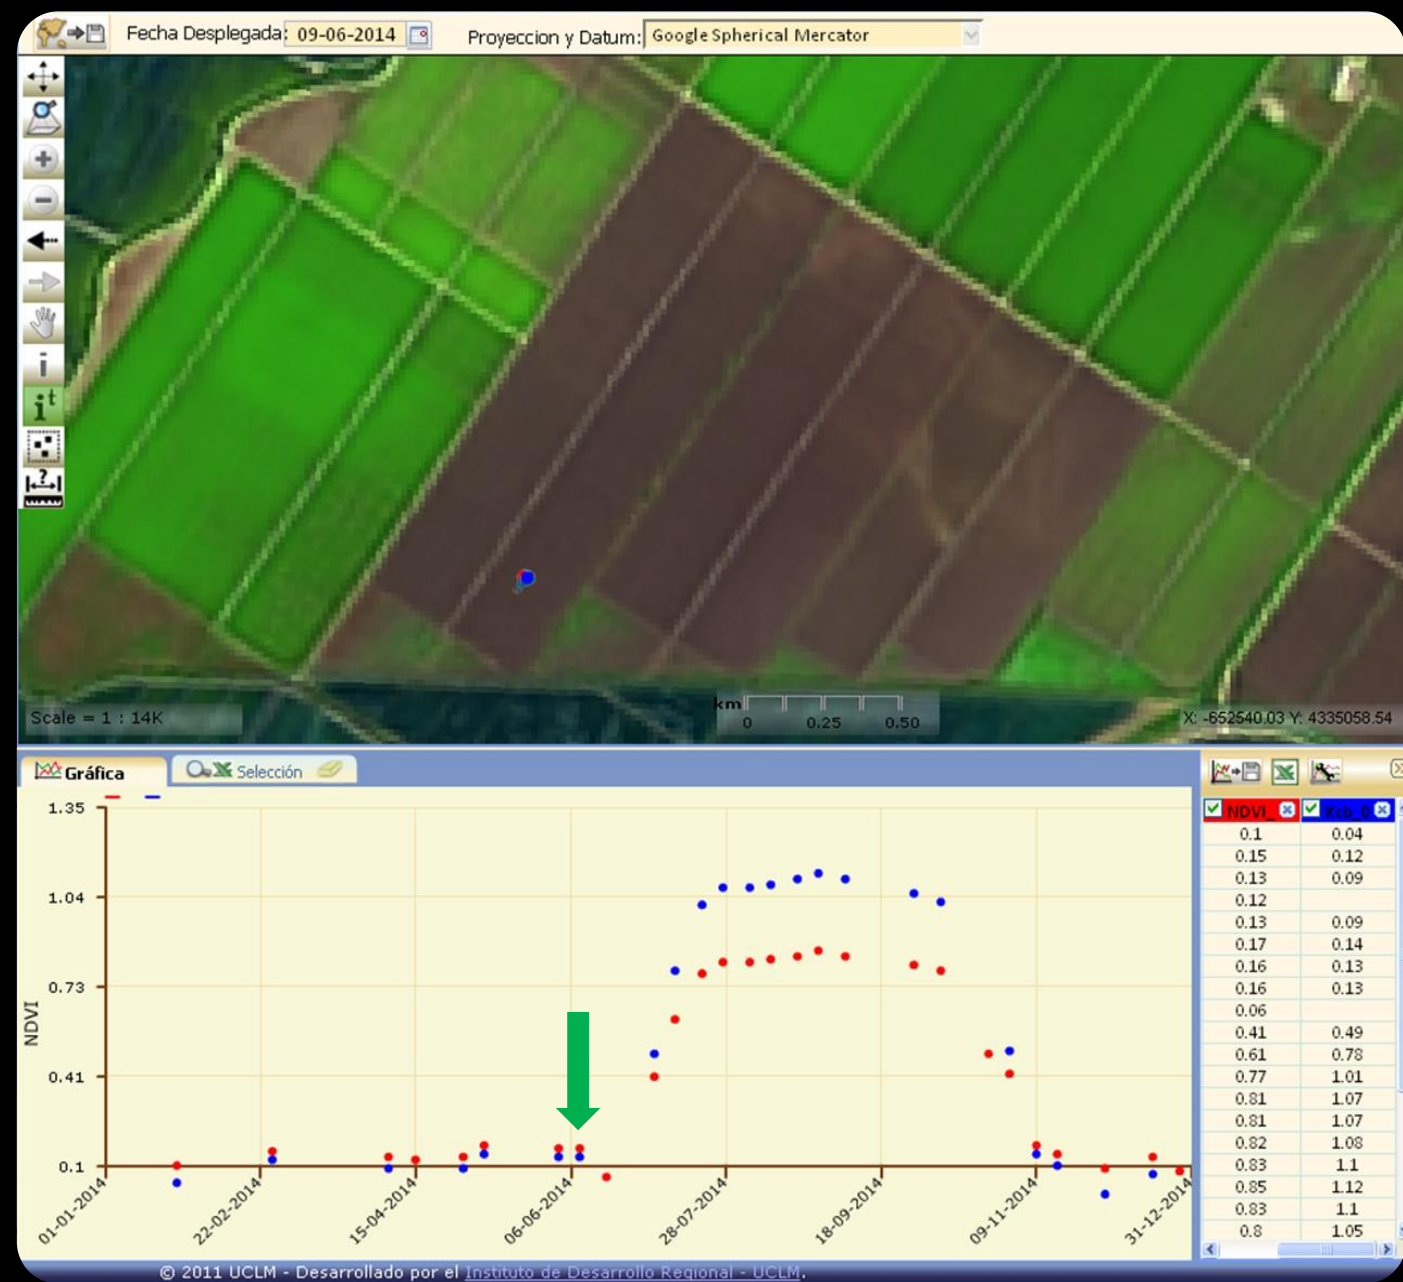 Fecha Desplegada: 09-06-2014
Proyeccion y Datum: Google Spherical Mercator
i
i t
?
Scale = 1 : 14K
km
0 0.25 0.50
X: -652540.03 Y: 4335058.54
Gráfica
Selección
NDVI_ Kcb_0
1.35
1.04
0.73
0.41
0.1
NDVI
01-01-2014
22-02-2014
15-04-2014
06-06-2014
28-07-2014
18-09-2014
09-11-2014
31-12-2014
0.1 0.04
0.15 0.12
0.13 0.09
0.12
0.13 0.09
0.17 0.14
0.16 0.13
0.16 0.13
0.06
0.41 0.49
0.61 0.78
0.77 1.01
0.81 1.07
0.81 1.07
0.82 1.08
0.83 1.1
0.85 1.12
0.83 1.1
0.8 1.05
© 2011 UCLM - Desarrollado por el Instituto de Desarrollo Regional - UCLM.